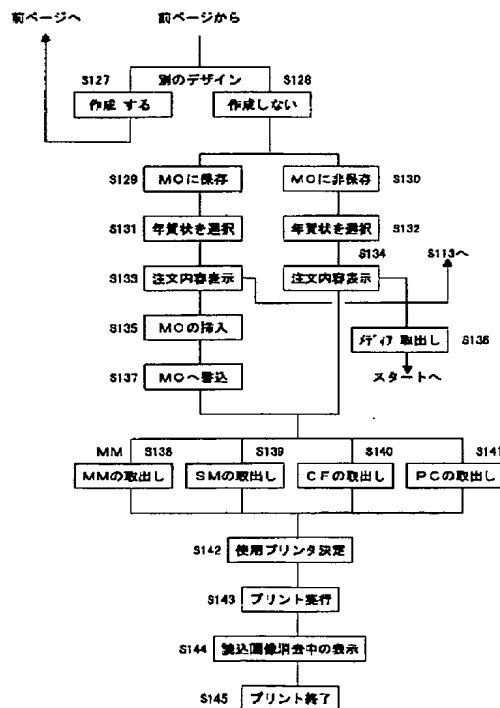 前ページへ 前ページから
S127 別のデザイン S128
作成 する 作成しない
S129 MOに保存 MOに非保存 S130
S131 年賀状を選択 年賀状を選択 S132
S134 S113へ
S133 注文内容表示 注文内容表示
S135 MOの挿入
メディア取出し S136
S137 MOへ書込
スタートへ
MM S138 S139 S140 S141
MMの取出し SMの取出し CFの取出し PCの取出し
S142 使用プリンタ決定
S143 プリント実行
S144 読込画像消去中の表示
S145 プリント終了